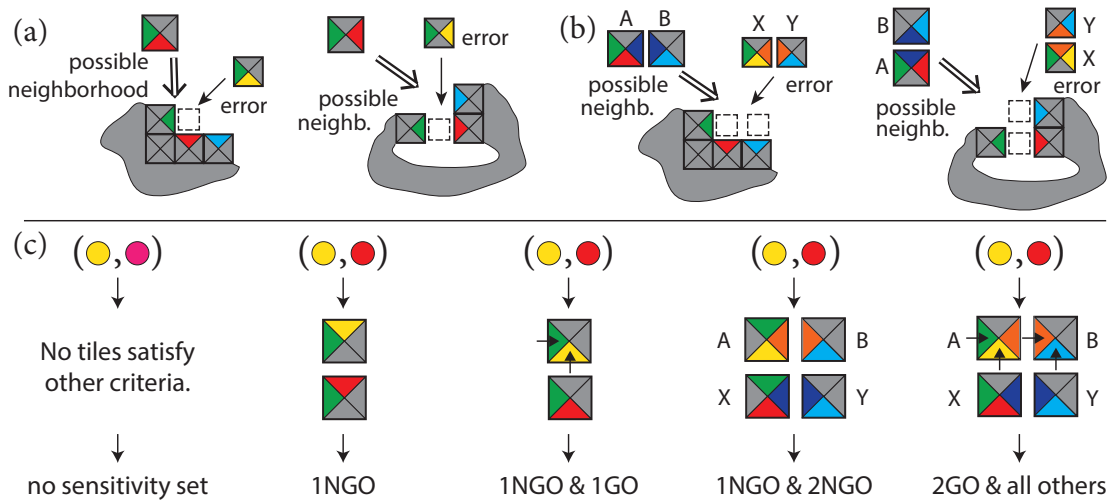 (a)
possible
neighborhood
error
error
possible
neighb.
(b)
A B
X Y
possible
neighb.
error
B
A
Y
X
error
possible
neighb.
(c)
( , ) ( , ) ( , ) ( , ) ( , )
No tiles satisfy
other criteria.
A B
X Y
A B
X Y
no sensitivity set
1NGO
1NGO & 1GO
1NGO & 2NGO
2GO & all others